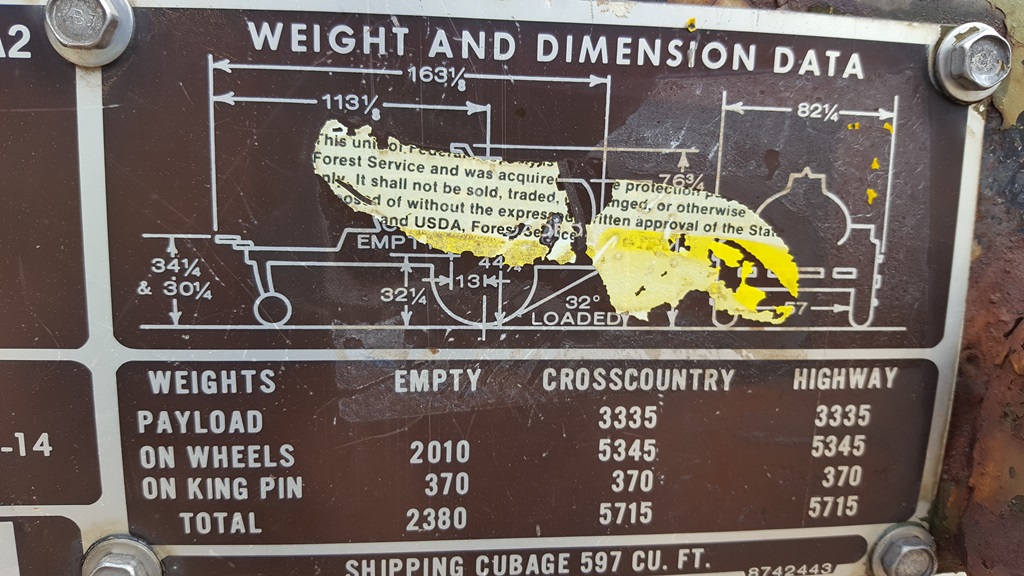 A2
WEIGHT AND DIMENSION DATA
163⅛
113⅛
82¼
76¾
This unit of Federal
Forest Service and was acquire
only. It shall not be sold, traded,
posed of without the express
and USDA, Forest Service
e protection
nged, or otherwise
written approval of the Stat
EMPT
34¼
& 30¼
32¼
13
44
32°
LOADED
57
-14
WEIGHTS EMPTY CROSSCOUNTRY HIGHWAY
PAYLOAD 3335 3335
ON WHEELS 2010 5345 5345
ON KING PIN 370 370 370
TOTAL 2380 5715 5715
SHIPPING CUBAGE 597 CU. FT.
8742443